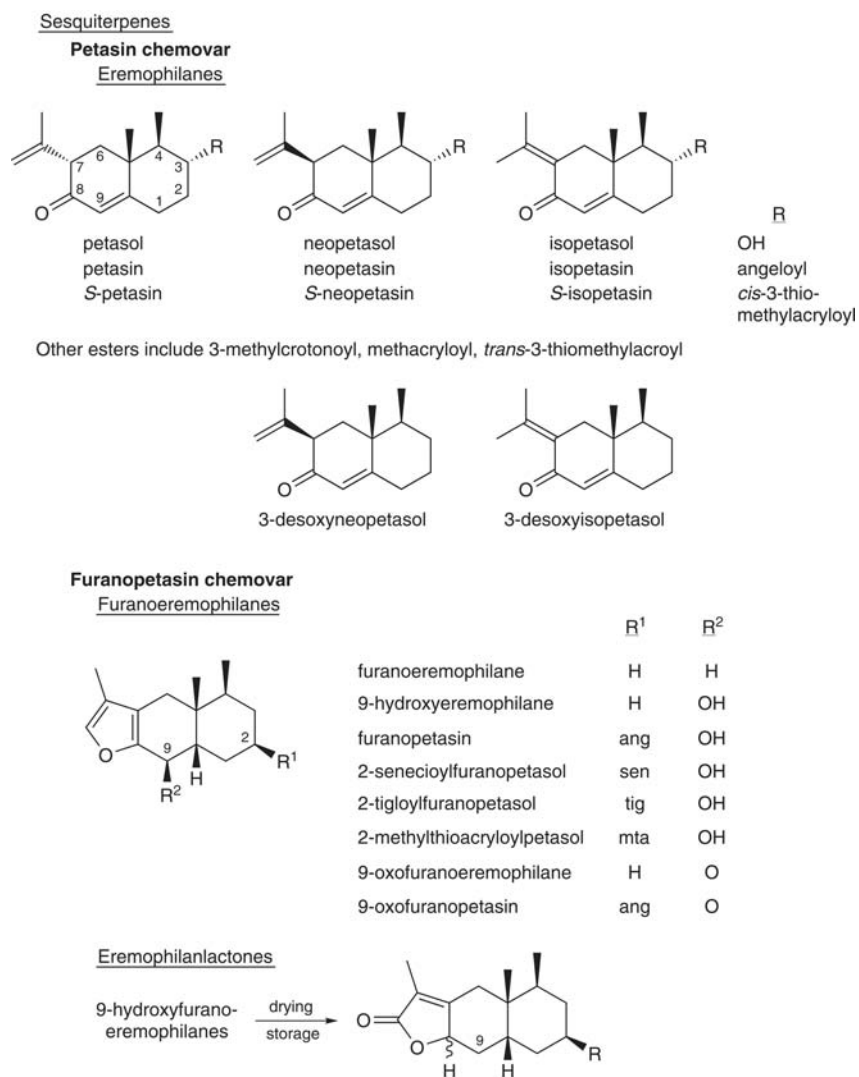 Sesquiterpenes
Petasin chemovar
Eremophilanes
R
6
4
7
3
8
9
2
1
O
R
O
R
O
R
petasol neopetasol isopetasol OH
petasin neopetasin isopetasin angeloyl
S-petasin S-neopetasin S-isopetasin cis-3-thio-
methylacryloyl
Other esters include 3-methylcrotonoyl, methacryloyl, trans-3-thiomethylacroyl
O
O
3-desoxyneopetasol 3-desoxyisopetasol
Furanopetasin chemovar
Furanoeremophilanes
R1 R2
furanoeremophilane H H
9-hydroxyeremophilane H OH
furanopetasin ang OH
2-senecioylfuranopetasol sen OH
2-tigloylfuranopetasol tig OH
2-methylthioacryloylpetasol mta OH
9-oxofuranoeremophilane H O
9-oxofuranopetasin ang O
O
9
2
H
R1
R2
Eremophilanlactones
9-hydroxyfurano-
eremophilanes
drying
storage
O
O
9
H
H
R